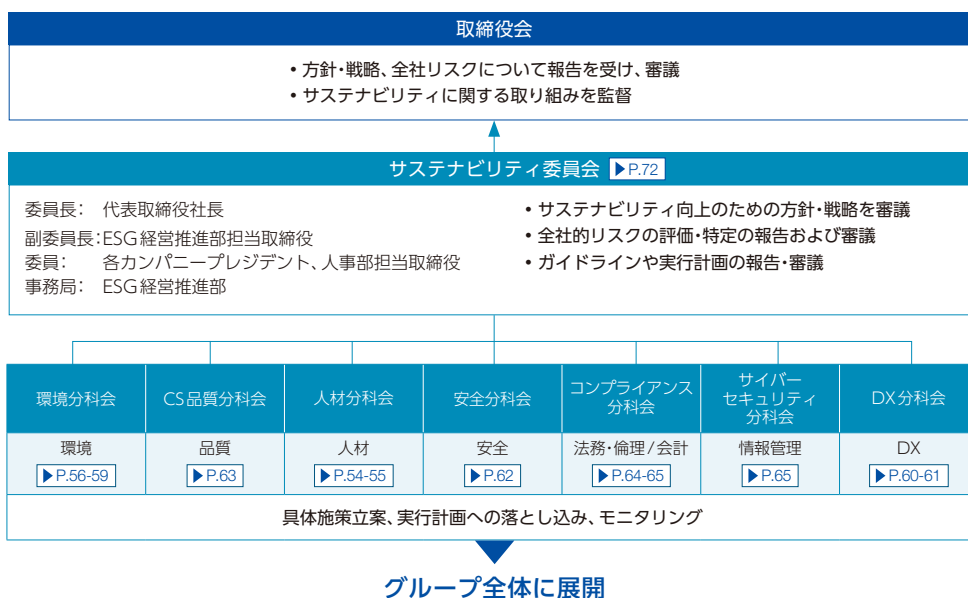 取締役会
• 方針・戦略、全社リスクについて報告を受け、審議
• サステナビリティに関する取り組みを監督
サステナビリティ委員会 ▶P.72
委員長： 代表取締役社長
副委員長：ESG経営推進部担当取締役
委員： 各カンパニープレジデント、人事部担当取締役
事務局： ESG経営推進部
• サステナビリティ向上のための方針・戦略を審議
• 全社的リスクの評価・特定の報告および審議
• ガイドラインや実行計画の報告・審議
環境分科会
環境
▶P.56-59
CS品質分科会
品質
▶P.63
人材分科会
人材
▶P.54-55
安全分科会
安全
▶P.62
コンプライアンス
分科会
法務・倫理/会計
▶P.64-65
サイバー
セキュリティ
分科会
情報管理
▶P.65
DX分科会
DX
▶P.60-61
具体施策立案、実行計画への落とし込み、モニタリング
グループ全体に展開